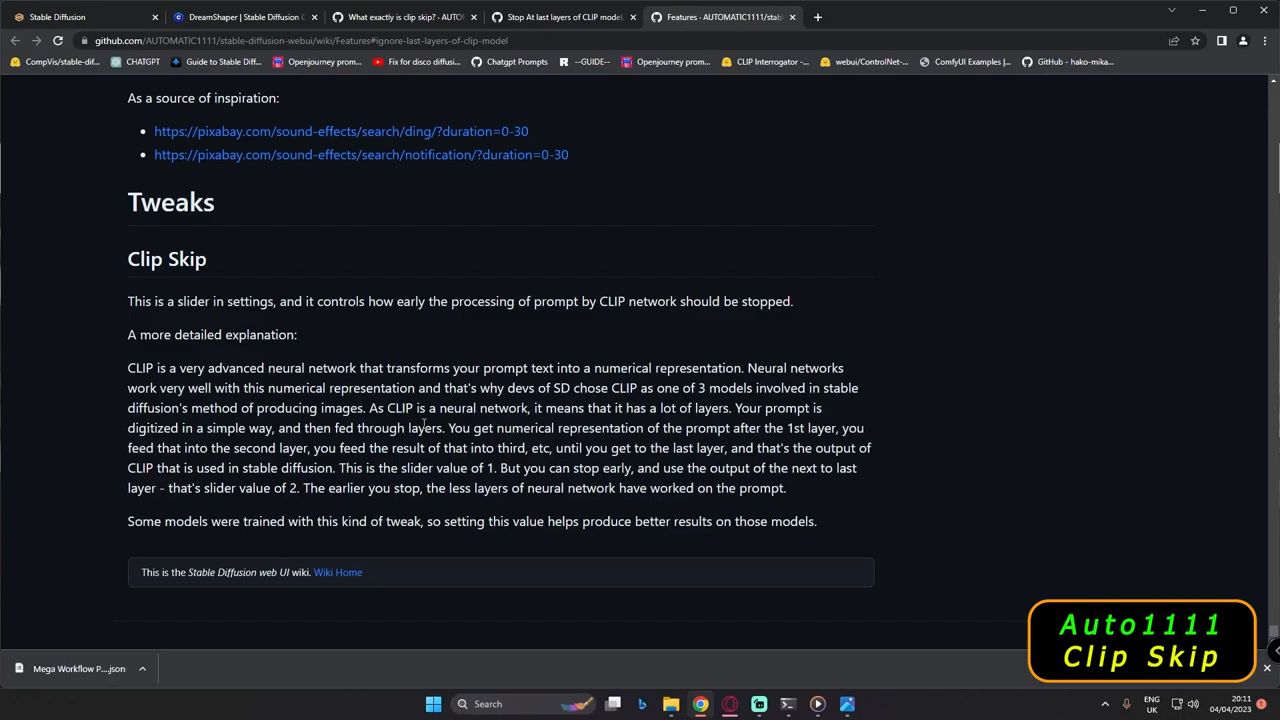 Stable Diffusion
DreamShaper | Stable Diffusion C
What exactly is clip skip? · AUTO
Stop At last layers of CLIP model
Features · AUTOMATIC1111/stabl
github.com/AUTOMATIC1111/stable-diffusion-webui/wiki/Features#ignore-last-layers-of-clip-model
CompVis/stable-dif...
CHATGPT
Guide to Stable Diff...
Openjourney prom...
Fix for disco diffusi...
Chatgpt Prompts
--GUIDE--
Openjourney prom...
CLIP Interrogator -...
webui/ControlNet-...
ComfyUI Examples |...
GitHub - hako-mika...
As a source of inspiration:
https://pixabay.com/sound-effects/search/ding/?duration=0-30
https://pixabay.com/sound-effects/search/notification/?duration=0-30
Tweaks
Clip Skip
This is a slider in settings, and it controls how early the processing of prompt by CLIP network should be stopped.
A more detailed explanation:
CLIP is a very advanced neural network that transforms your prompt text into a numerical representation. Neural networks
work very well with this numerical representation and that's why devs of SD chose CLIP as one of 3 models involved in stable
diffusion's method of producing images. As CLIP is a neural network, it means that it has a lot of layers. Your prompt is
digitized in a simple way, and then fed through layers. You get numerical representation of the prompt after the 1st layer, you
feed that into the second layer, you feed the result of that into third, etc, until you get to the last layer, and that's the output of
CLIP that is used in stable diffusion. This is the slider value of 1. But you can stop early, and use the output of the next to last
layer - that's slider value of 2. The earlier you stop, the less layers of neural network have worked on the prompt.
Some models were trained with this kind of tweak, so setting this value helps produce better results on those models.
This is the Stable Diffusion web UI wiki. Wiki Home
Auto1111
Clip Skip
Mega Workflow P....json
Search
ENG
UK
20:11
04/04/2023